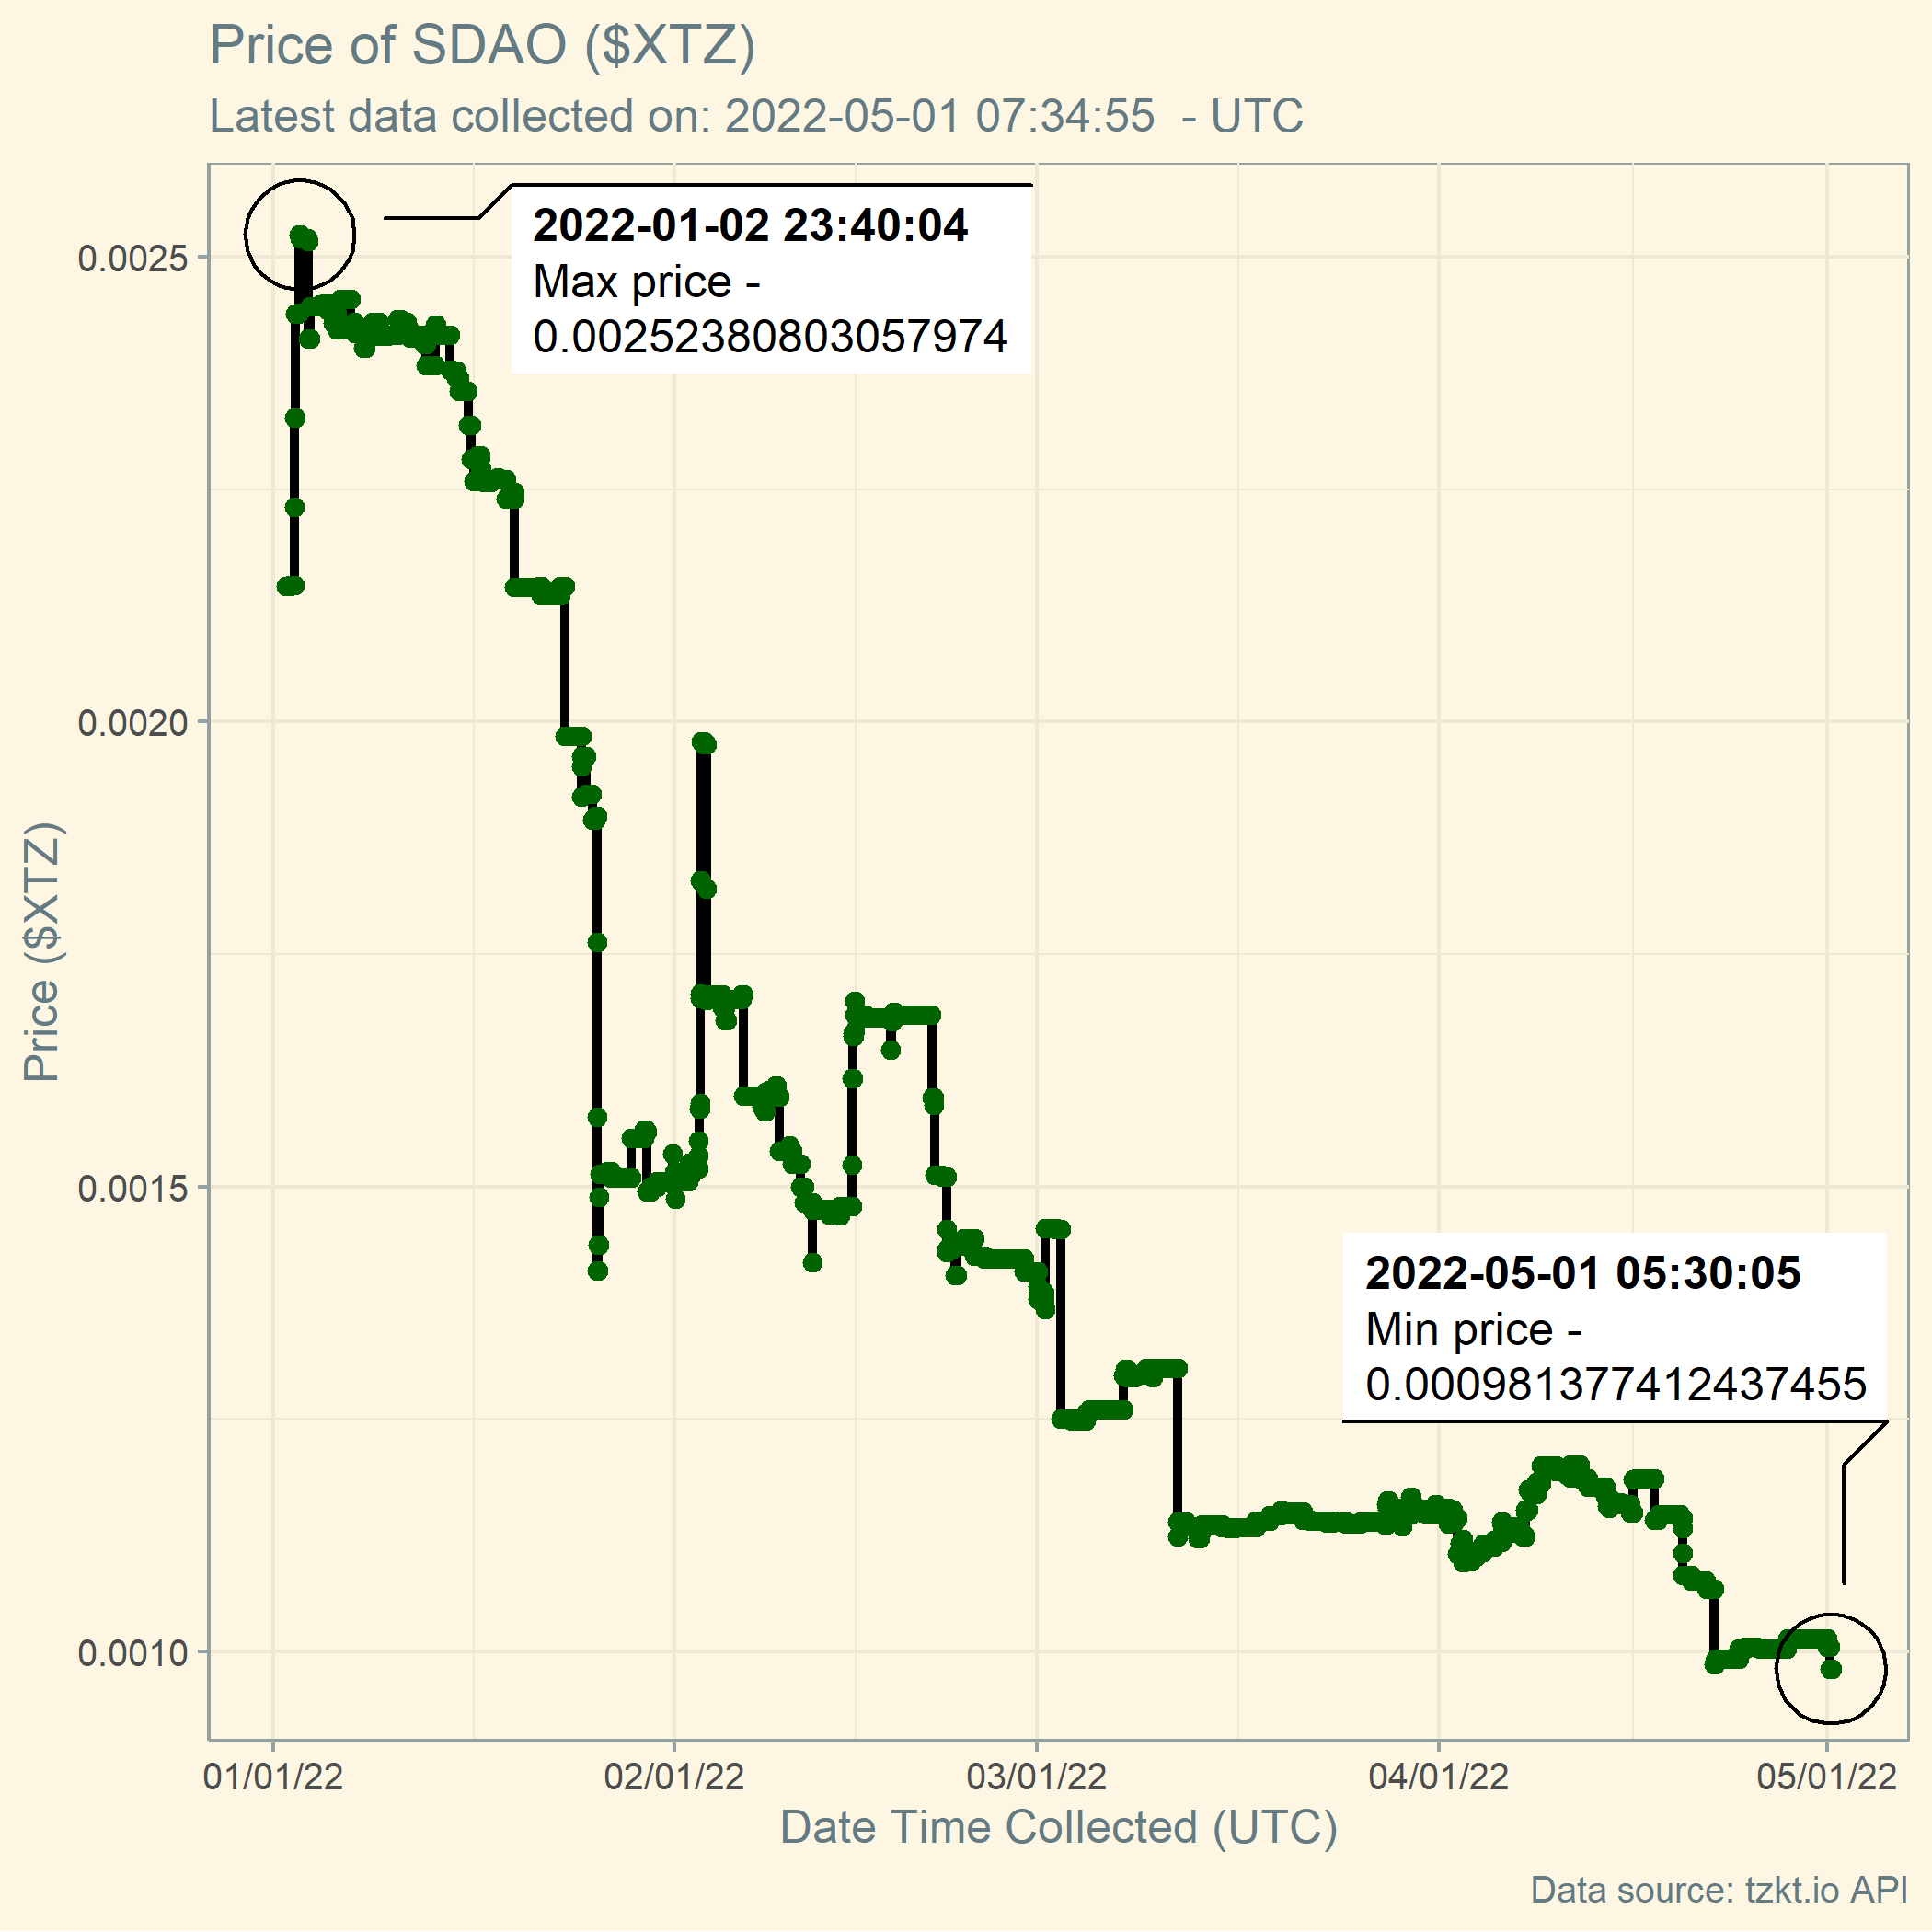 Price of SDAO ($XTZ)
Latest data collected on: 2022-05-01 07:34:55  - UTC
2022-01-02 23:40:04
Max price -
0.00252380803057974
0.0025
0.0020
0.0015
0.0010
Price ($XTZ)
2022-05-01 05:30:05
Min price -
0.000981377412437455
01/01/22
02/01/22
03/01/22
04/01/22
05/01/22
Date Time Collected (UTC)
Data source: tzkt.io API